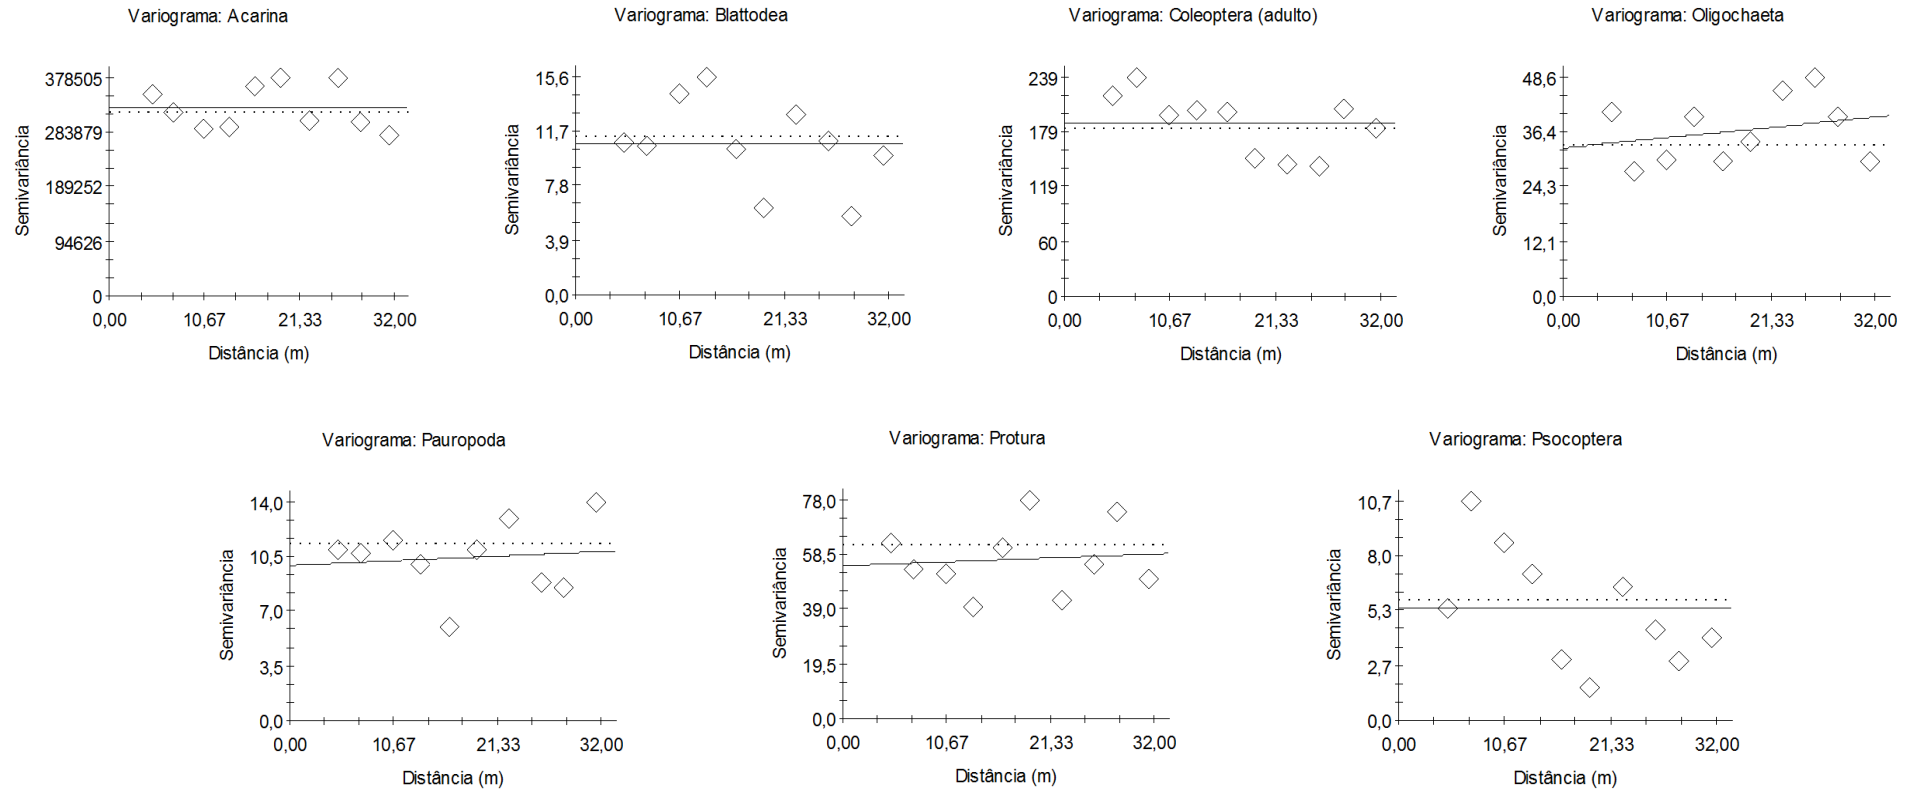 Variograma: Acarina
378505
283879
189252
94626
0
0,00 10,67 21,33 32,00
Semivariância
Distância (m)
Variograma: Blattodea
15,6
11,7
7,8
3,9
0,0
0,00 10,67 21,33 32,00
Semivariância
Distância (m)
Variograma: Coleoptera (adulto)
239
179
119
60
0
0,00 10,67 21,33 32,00
Semivariância
Distância (m)
Variograma: Oligochaeta
48,6
36,4
24,3
12,1
0,0
0,00 10,67 21,33 32,00
Semivariância
Distância (m)
Variograma: Pauropoda
14,0
10,5
7,0
3,5
0,0
0,00 10,67 21,33 32,00
Semivariância
Distância (m)
Variograma: Protura
78,0
58,5
39,0
19,5
0,0
0,00 10,67 21,33 32,00
Semivariância
Distância (m)
Variograma: Psocoptera
10,7
8,0
5,3
2,7
0,0
0,00 10,67 21,33 32,00
Semivariância
Distância (m)